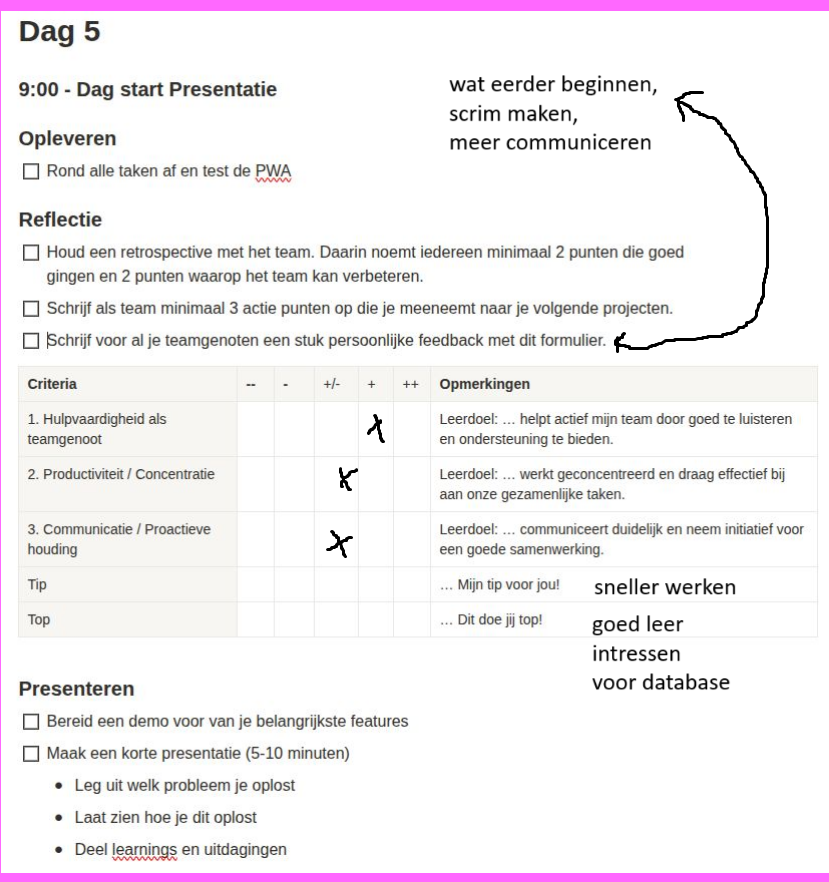 Dag 5
9:00 - Dag start Presentatie
wat eerder beginnen,
scrim maken,
meer communiceren
Opleveren
Rond alle taken af en test de PWA
Reflectie
Houd een retrospective met het team. Daarin noemt iedereen minimaal 2 punten die goed
gingen en 2 punten waarop het team kan verbeteren.
Schrijf als team minimaal 3 actie punten op die je meeneemt naar je volgende projecten.
Schrijf voor al je teamgenoten een stuk persoonlijke feedback met dit formulier.
Criteria -- - +/- + ++ Opmerkingen
1. Hulpvaardigheid als
teamgenoot
x
Leerdoel: … helpt actief mijn team door goed te luisteren
en ondersteuning te bieden.
2. Productiviteit / Concentratie
x
Leerdoel: … werkt geconcentreerd en draag effectief bij
aan onze gezamenlijke taken.
3. Communicatie / Proactieve
houding
x
Leerdoel: … communiceert duidelijk en neem initiatief voor
een goede samenwerking.
Tip … Mijn tip voor jou! sneller werken
Top … Dit doe jij top! goed leer
intressen
voor database
Presenteren
Bereid een demo voor van je belangrijkste features
Maak een korte presentatie (5-10 minuten)
• Leg uit welk probleem je oplost
• Laat zien hoe je dit oplost
• Deel learnings en uitdagingen